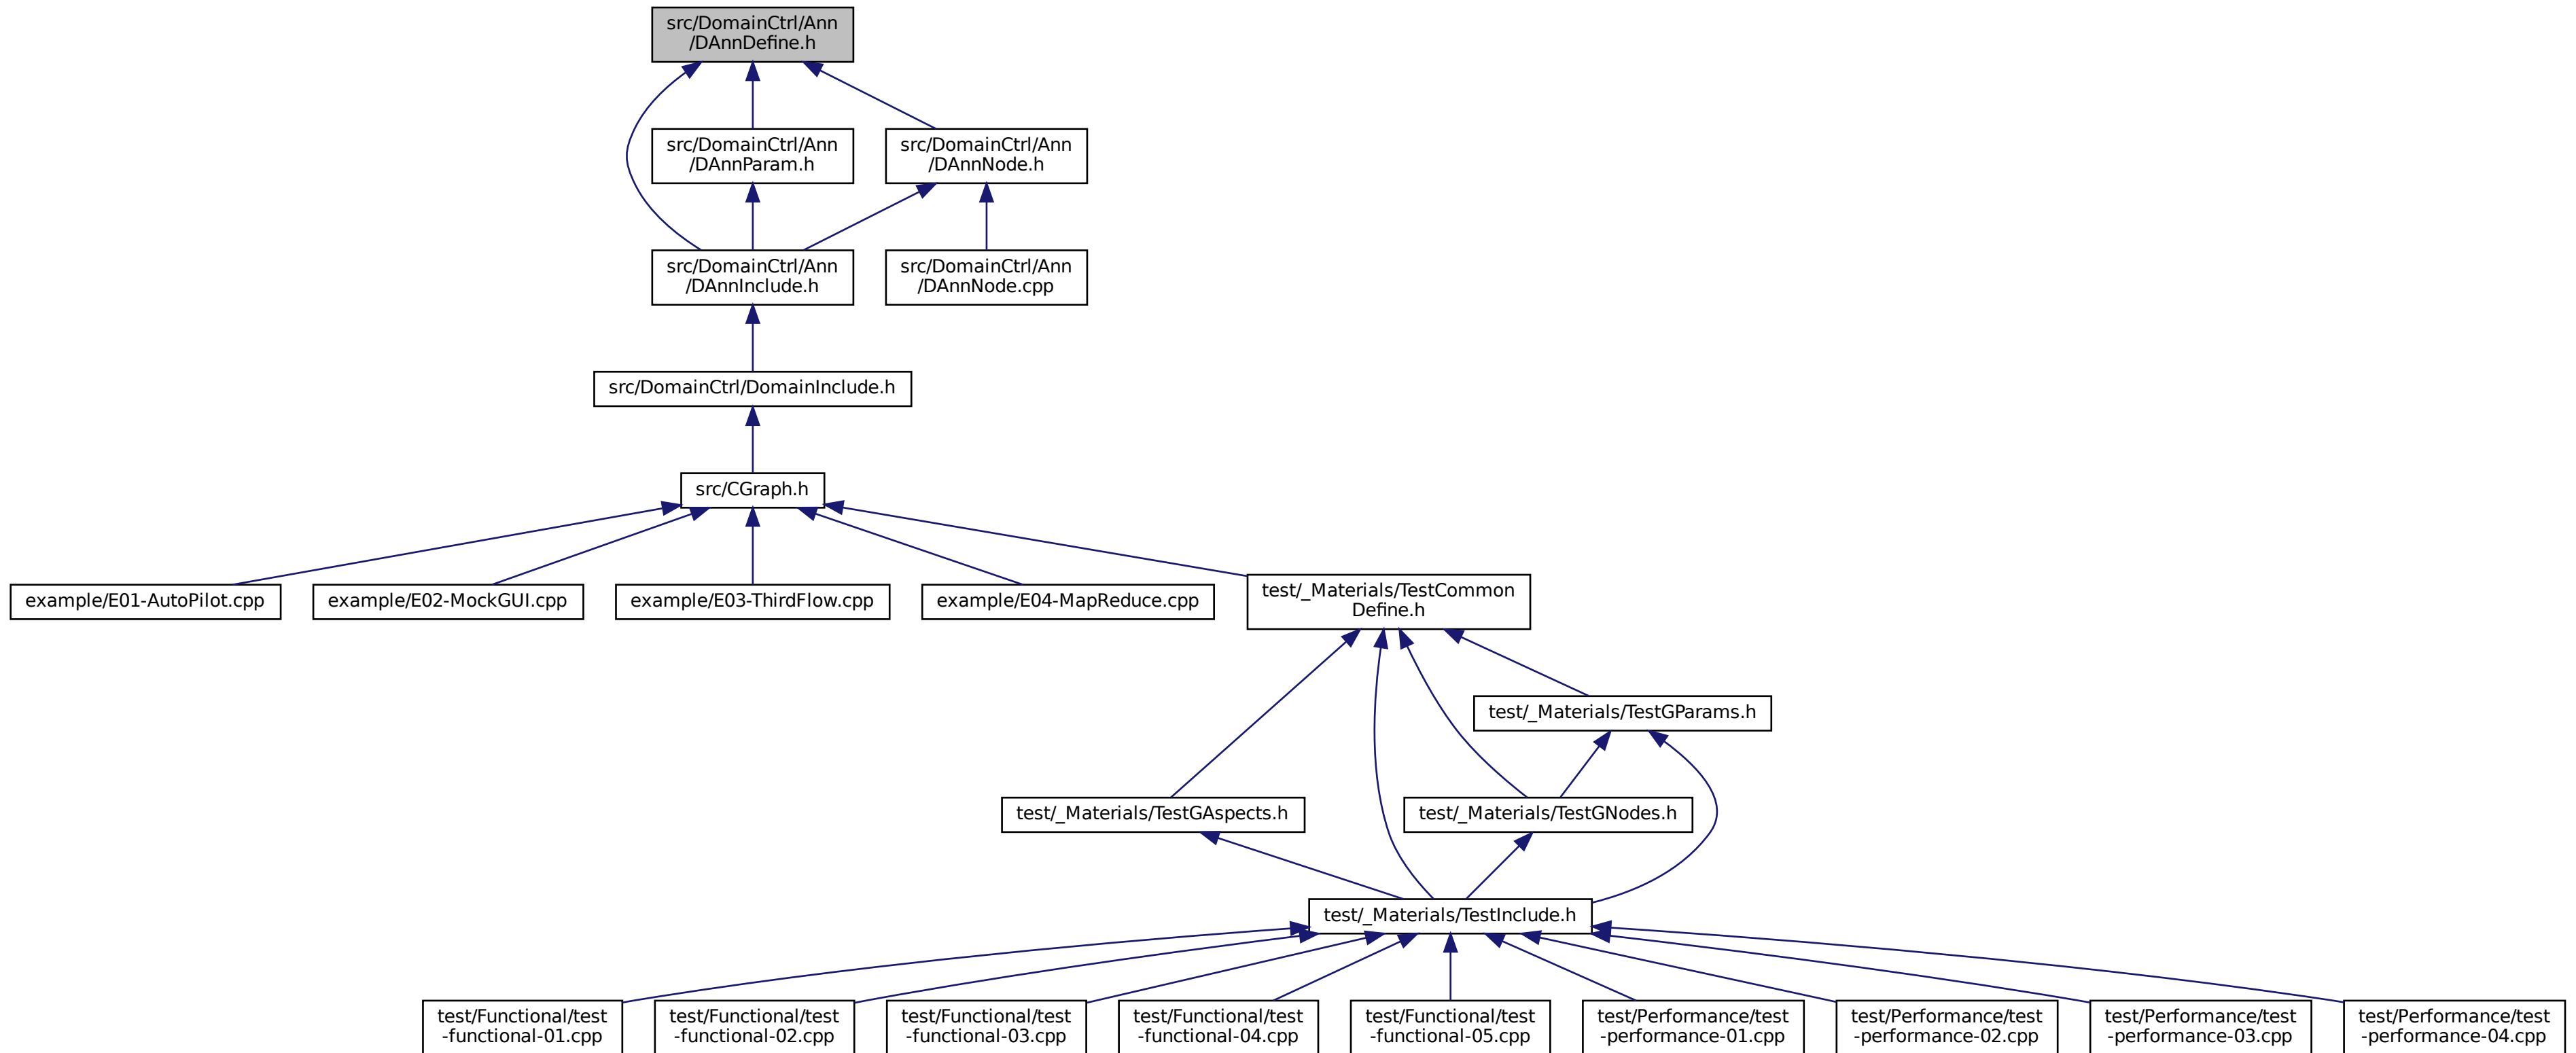 src/DomainCtrl/Ann
/DAnnDefine.h
src/DomainCtrl/Ann
/DAnnParam.h
src/DomainCtrl/Ann
/DAnnNode.h
src/DomainCtrl/Ann
/DAnnInclude.h
src/DomainCtrl/Ann
/DAnnNode.cpp
src/DomainCtrl/DomainInclude.h
src/CGraph.h
example/E01-AutoPilot.cpp
example/E02-MockGUI.cpp
example/E03-ThirdFlow.cpp
example/E04-MapReduce.cpp
test/_Materials/TestCommon
Define.h
test/_Materials/TestGParams.h
test/_Materials/TestGAspects.h
test/_Materials/TestGNodes.h
test/_Materials/TestInclude.h
test/Functional/test
-functional-01.cpp
test/Functional/test
-functional-02.cpp
test/Functional/test
-functional-03.cpp
test/Functional/test
-functional-04.cpp
test/Functional/test
-functional-05.cpp
test/Performance/test
-performance-01.cpp
test/Performance/test
-performance-02.cpp
test/Performance/test
-performance-03.cpp
test/Performance/test
-performance-04.cpp